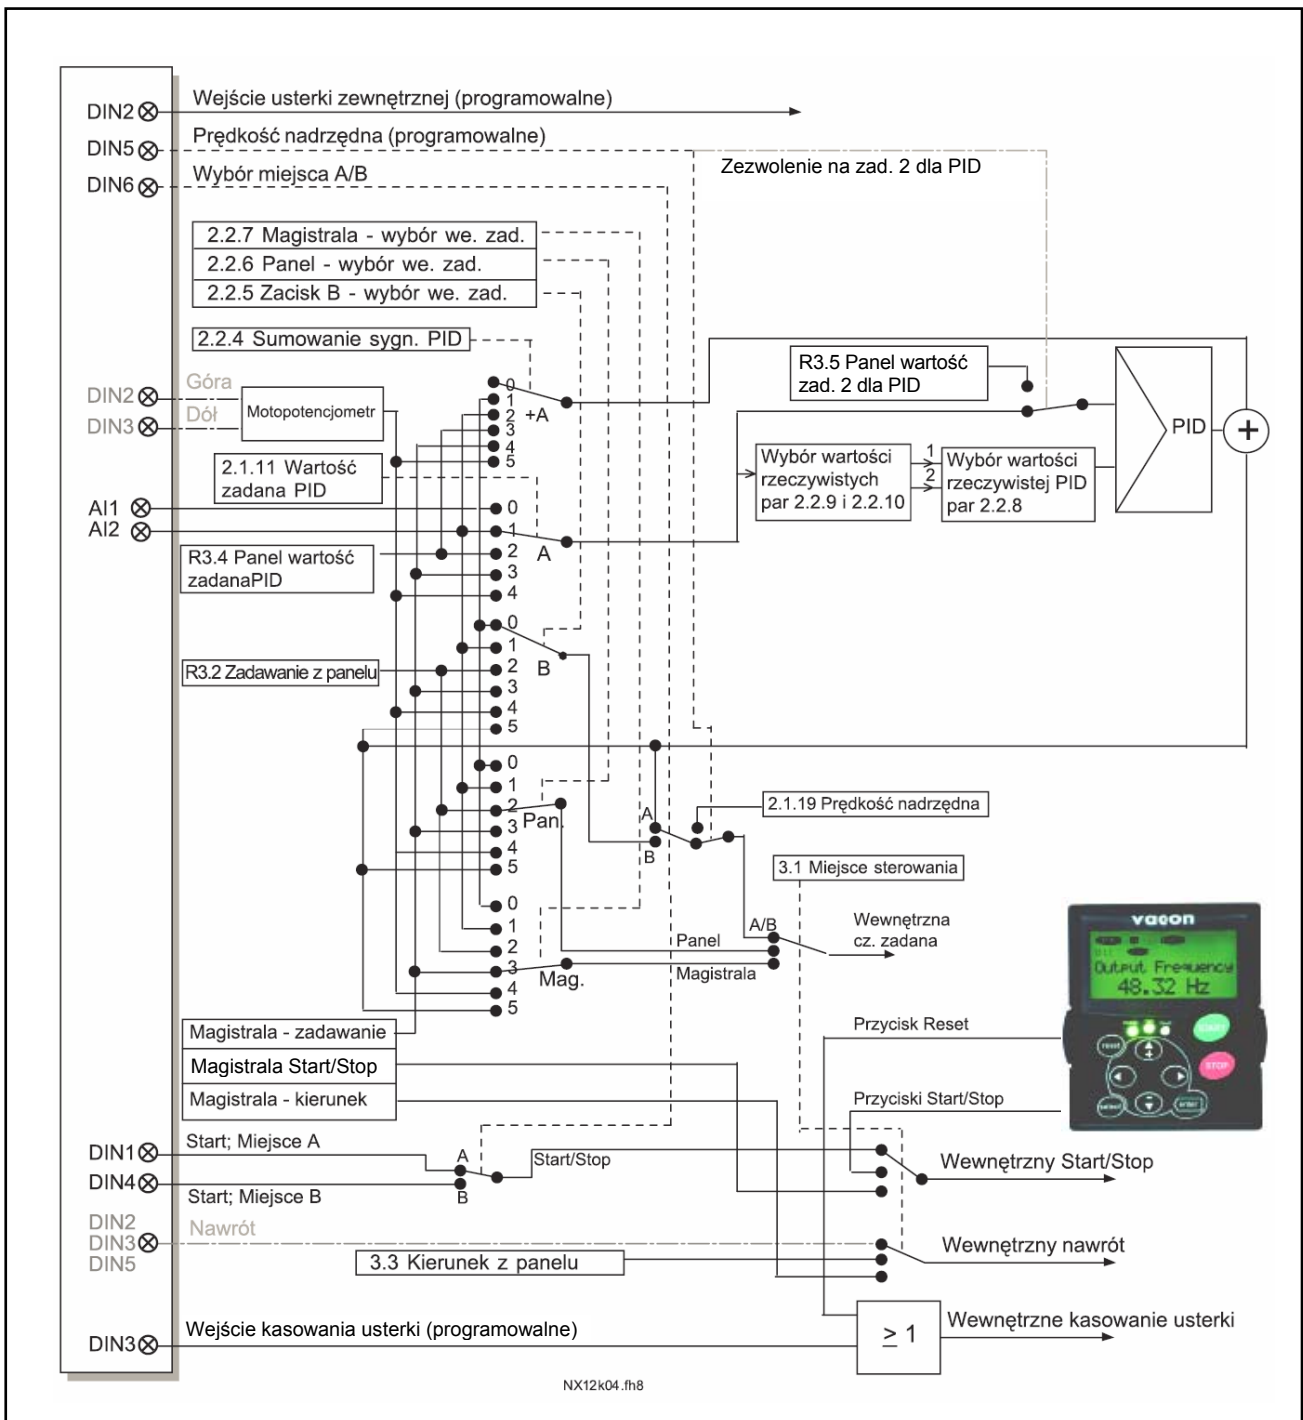 DIN2
Wejście usterki zewnętrznej (programowalne)
DIN5
Prędkość nadrzędna (programowalne)
Zezwolenie na zad. 2 dla PID
DIN6
Wybór miejsca A/B
2.2.7 Magistrala - wybór we. zad.
2.2.6 Panel - wybór we. zad.
2.2.5 Zacisk B - wybór we. zad.
2.2.4 Sumowanie sygn. PID
R3.5 Panel wartość
zad. 2 dla PID
DIN2
Góra
DIN3
Dół
Motopotencjometr
0
1
2
3
4
5
+A
PID
+
2.1.11 Wartość
zadana PID
Wybór wartości
rzeczywistych
par 2.2.9 i 2.2.10
1
2
Wybór wartości
rzeczywistej PID
par 2.2.8
AI1
AI2
0
1
2
3
4
A
R3.4 Panel wartość
zadanaPID
0
1
2
3
4
5
B
R3.2 Zadawanie z panelu
0
1
2
3
4
5
Pan.
A
B
2.1.19 Prędkość nadrzędna
3.1 Miejsce sterowania
0
1
2
3
4
5
Mag.
A/B
Panel
Magistrala
Wewnętrzna
cz. zadana
vacon
Output Frequency
48.32 Hz
START
STOP
reset
select
enter
Magistrala - zadawanie
Magistrala Start/Stop
Magistrala - kierunek
Przycisk Reset
Przyciski Start/Stop
DIN1
Start; Miejsce A
DIN4
Start; Miejsce B
A
B
Start/Stop
Wewnętrzny Start/Stop
DIN2
DIN3
DIN5
Nawrót
3.3 Kierunek z panelu
Wewnętrzny nawrót
DIN3
Wejście kasowania usterki (programowalne)
≥ 1
Wewnętrzne kasowanie usterki
NX12k04.fh8